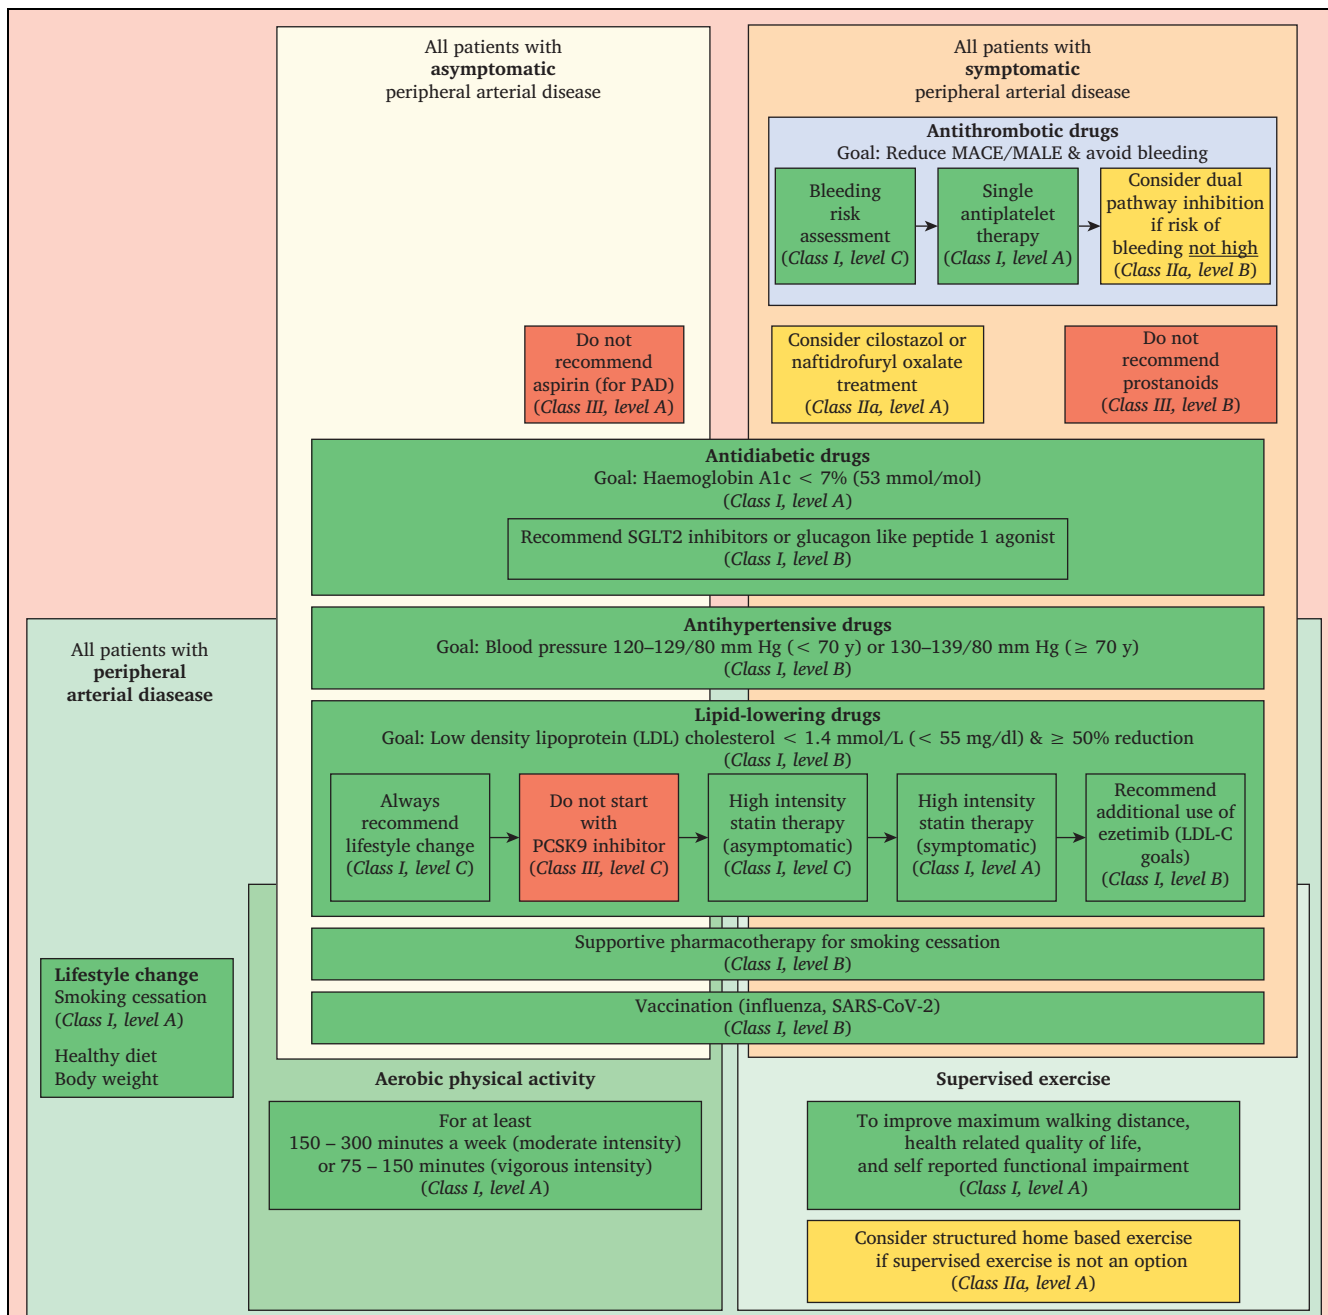 All patients with
asymptomatic
peripheral arterial disease
All patients with
symptomatic
peripheral arterial disease
Antithrombotic drugs
Goal: Reduce MACE/MALE & avoid bleeding
Bleeding
risk
assessment
(Class I, level C)
Single
antiplatelet
therapy
(Class I, level A)
Consider dual
pathway inhibition
if risk of
bleeding not high
(Class IIa, level B)
Do not
recommend
aspirin (for PAD)
(Class III, level A)
Consider cilostazol or
naftidrofuryl oxalate
treatment
(Class IIa, level A)
Do not
recommend
prostanoids
(Class III, level B)
Antidiabetic drugs
Goal: Haemoglobin A1c < 7% (53 mmol/mol)
(Class I, level A)
Recommend SGLT2 inhibitors or glucagon like peptide 1 agonist
(Class I, level B)
Antihypertensive drugs
Goal: Blood pressure 120–129/80 mm Hg (< 70 y) or 130–139/80 mm Hg (≥ 70 y)
(Class I, level B)
All patients with
peripheral
arterial diasease
Lipid-lowering drugs
Goal: Low density lipoprotein (LDL) cholesterol < 1.4 mmol/L (< 55 mg/dl) & ≥ 50% reduction
(Class I, level B)
Always
recommend
lifestyle change
(Class I, level C)
Do not start
with
PCSK9 inhibitor
(Class III, level C)
High intensity
statin therapy
(asymptomatic)
(Class I, level C)
High intensity
statin therapy
(symptomatic)
(Class I, level A)
Recommend
additional use of
ezetimib (LDL-C
goals)
(Class I, level B)
Supportive pharmacotherapy for smoking cessation
(Class I, level B)
Vaccination (influenza, SARS-CoV-2)
(Class I, level B)
Lifestyle change
Smoking cessation
(Class I, level A)
Healthy diet
Body weight
Aerobic physical activity
For at least
150 – 300 minutes a week (moderate intensity)
or 75 – 150 minutes (vigorous intensity)
(Class I, level A)
Supervised exercise
To improve maximum walking distance,
health related quality of life,
and self reported functional impairment
(Class I, level A)
Consider structured home based exercise
if supervised exercise is not an option
(Class IIa, level A)